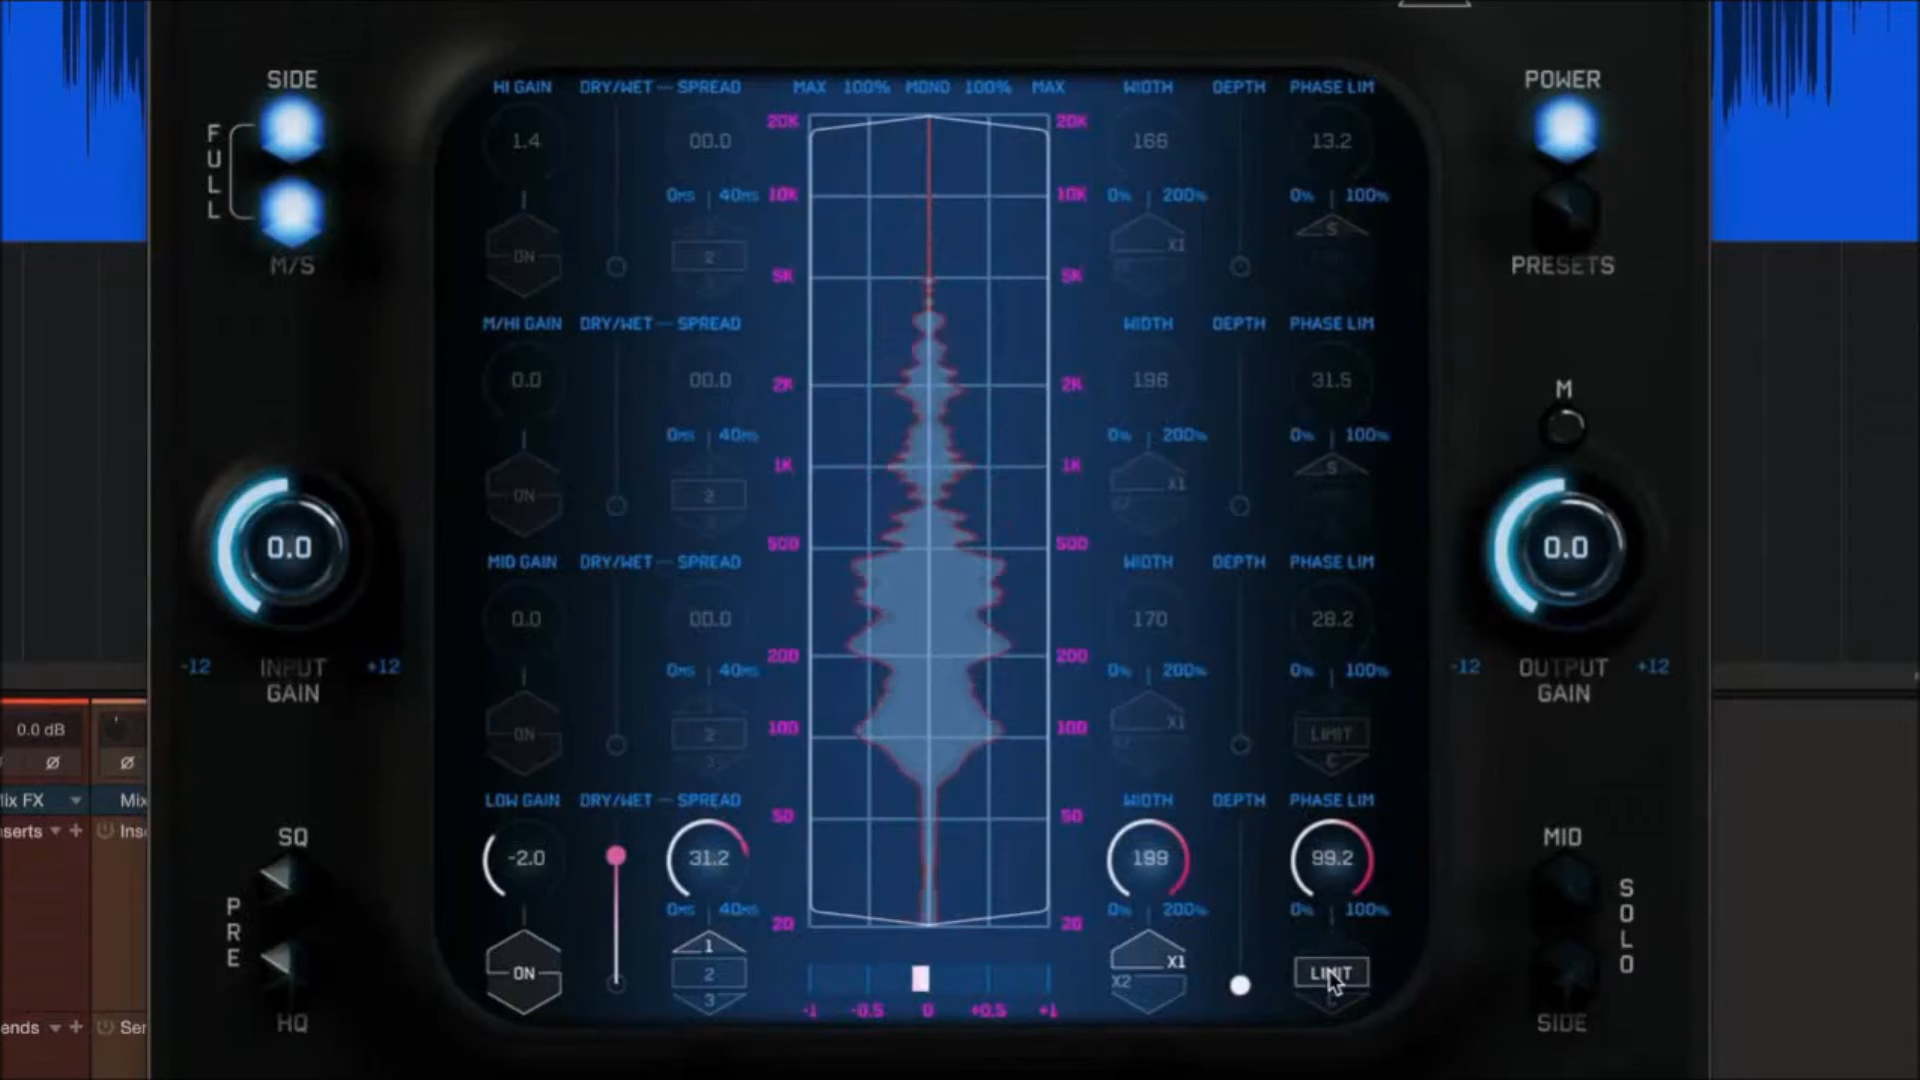 SIDE
FULL
M/S
INPUT
GAIN
-12
+12
0.0
SQ
PRE
HQ
0.0 dB
Ø
Ø
Mix
HI GAIN
DRY/WET
SPREAD
1.4
00.0
0ms
40ms
ON
2
M/HI GAIN
DRY/WET
SPREAD
0.0
00.0
0ms
40ms
ON
2
MID GAIN
DRY/WET
SPREAD
0.0
00.0
0ms
40ms
ON
2
LOW GAIN
DRY/WET
SPREAD
-2.0
31.2
0ms
40ms
ON
1
2
3
MAX 100% MONO 100% MAX
20K 20K
10K 10K
5K 5K
2K 2K
1K 1K
500 500
200 200
100 100
50 50
20 20
-1 -0.5 0 +0.5 +1
WIDTH
DEPTH
PHASE LIM
166
13.2
0% 200%
0% 100%
X1
S
WIDTH
DEPTH
PHASE LIM
196
31.5
0% 200%
0% 100%
X1
S
WIDTH
DEPTH
PHASE LIM
170
28.2
0% 200%
0% 100%
X1
LIMIT
WIDTH
DEPTH
PHASE LIM
199
99.2
0% 200%
0% 100%
X1
X2
LIMIT
POWER
PRESETS
M
0.0
-12
+12
OUTPUT
GAIN
MID
SOLO
SIDE